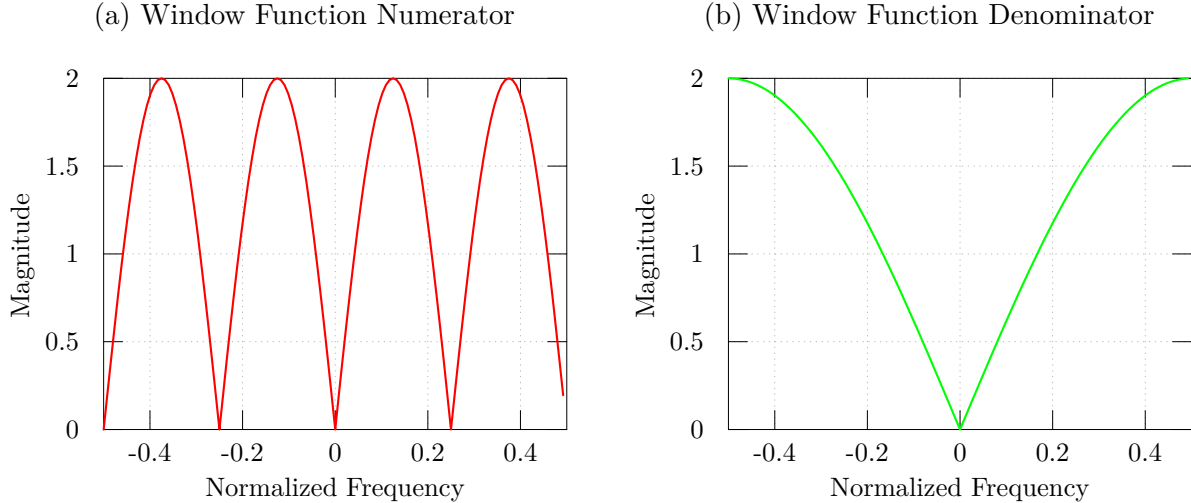 (a) Window Function Numerator
2
1.5
1
0.5
0
Magnitude
-0.4 -0.2 0 0.2 0.4
Normalized Frequency
(b) Window Function Denominator
2
1.5
1
0.5
0
Magnitude
-0.4 -0.2 0 0.2 0.4
Normalized Frequency